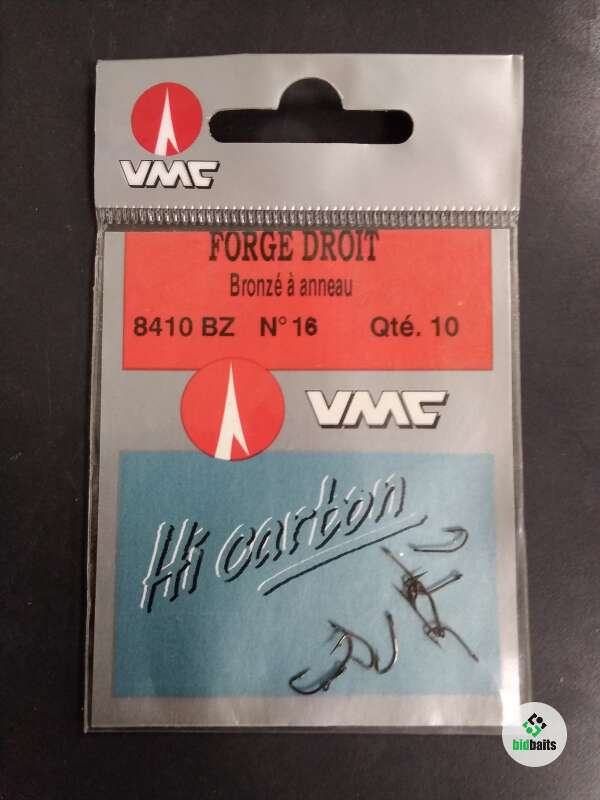 VMC
FORGE DROIT
Bronzé à anneau
8410 BZ N° 16 Qté. 10
VMC
Hi carbon
bidbaits